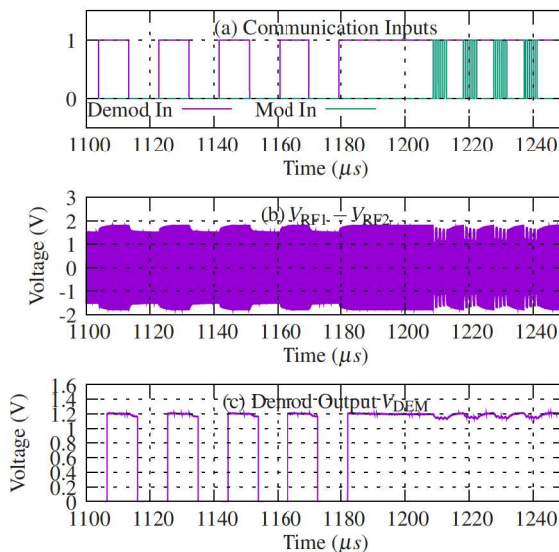 (a) Communication Inputs
1
0
Demod In
Mod In
1100 1120 1140 1160 1180 1200 1220 1240
Time (μs)
3
2
1
0
-1
-2
Voltage (V)
(b) V_RF1 − V_RF2
1100 1120 1140 1160 1180 1200 1220 1240
Time (μs)
1.6
1.4
1.2
1
0.8
0.6
0.4
0.2
0
Voltage (V)
(c) Demod Output V_DEM
1100 1120 1140 1160 1180 1200 1220 1240
Time (μs)